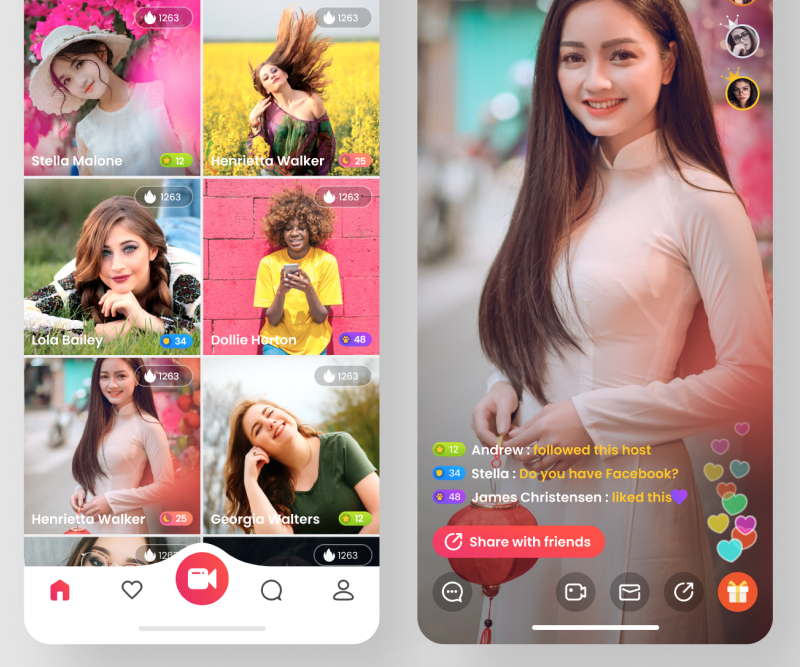 1263
1263
Stella Malone
12
Henrietta Walker
25
1263
1263
Lola Bailey
34
Dollie Horton
48
1263
1263
Henrietta Walker
25
Georgia Walters
12
1263
1263
12 Andrew : followed this host
34 Stella : Do you have Facebook?
48 James Christensen : liked this
Share with friends